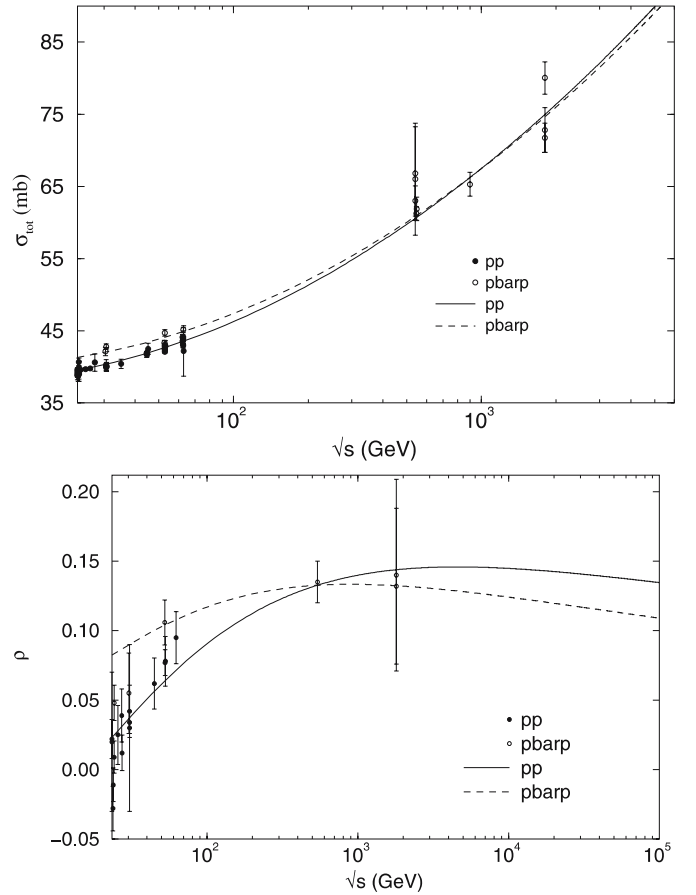 85
75
65
55
45
35
σtot (mb)
pp
pbarp
pp
pbarp
10²
10³
√s (GeV)
0.20
0.15
0.10
0.05
0.00
−0.05
ρ
pp
pbarp
pp
pbarp
10²
10³
10⁴
10⁵
√s (GeV)